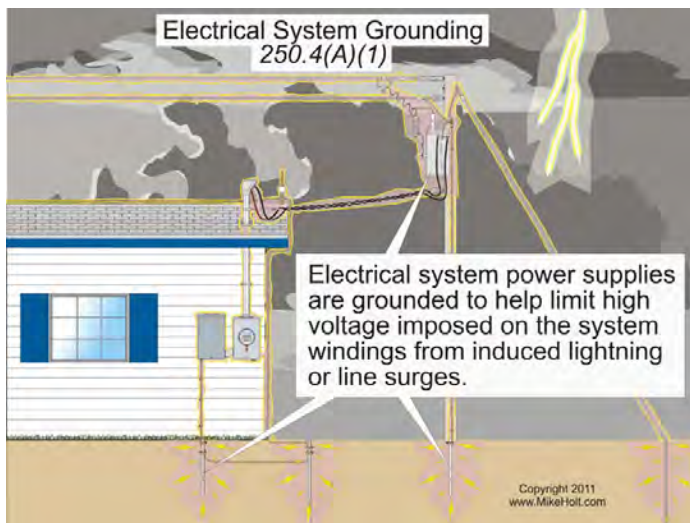 Electrical System Grounding
250.4(A)(1)
Electrical system power supplies
are grounded to help limit high
voltage imposed on the system
windings from induced lightning
or line surges.
Copyright 2011
www.MikeHolt.com